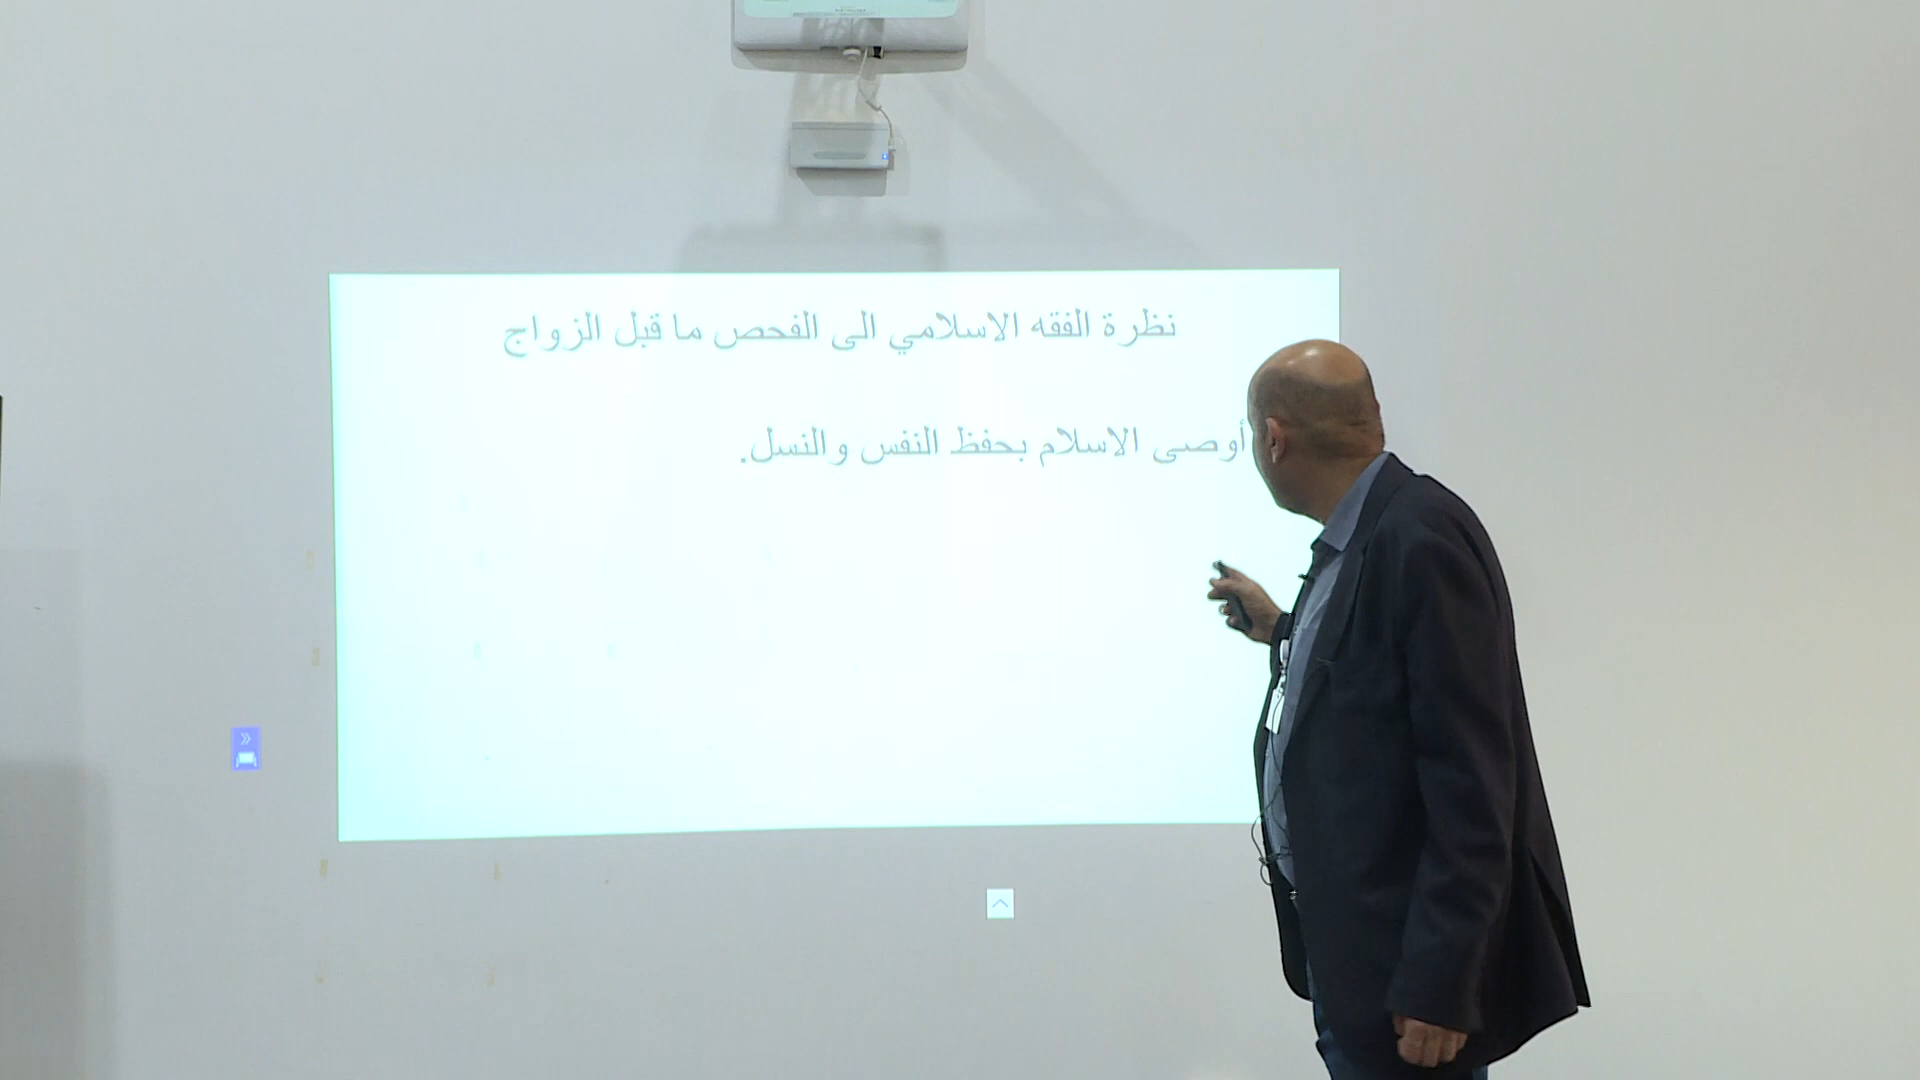 نظرة الفقه الاسلامي الى الفحص ما قبل الزواج
أوصى الاسلام بحفظ النفس والنسل.